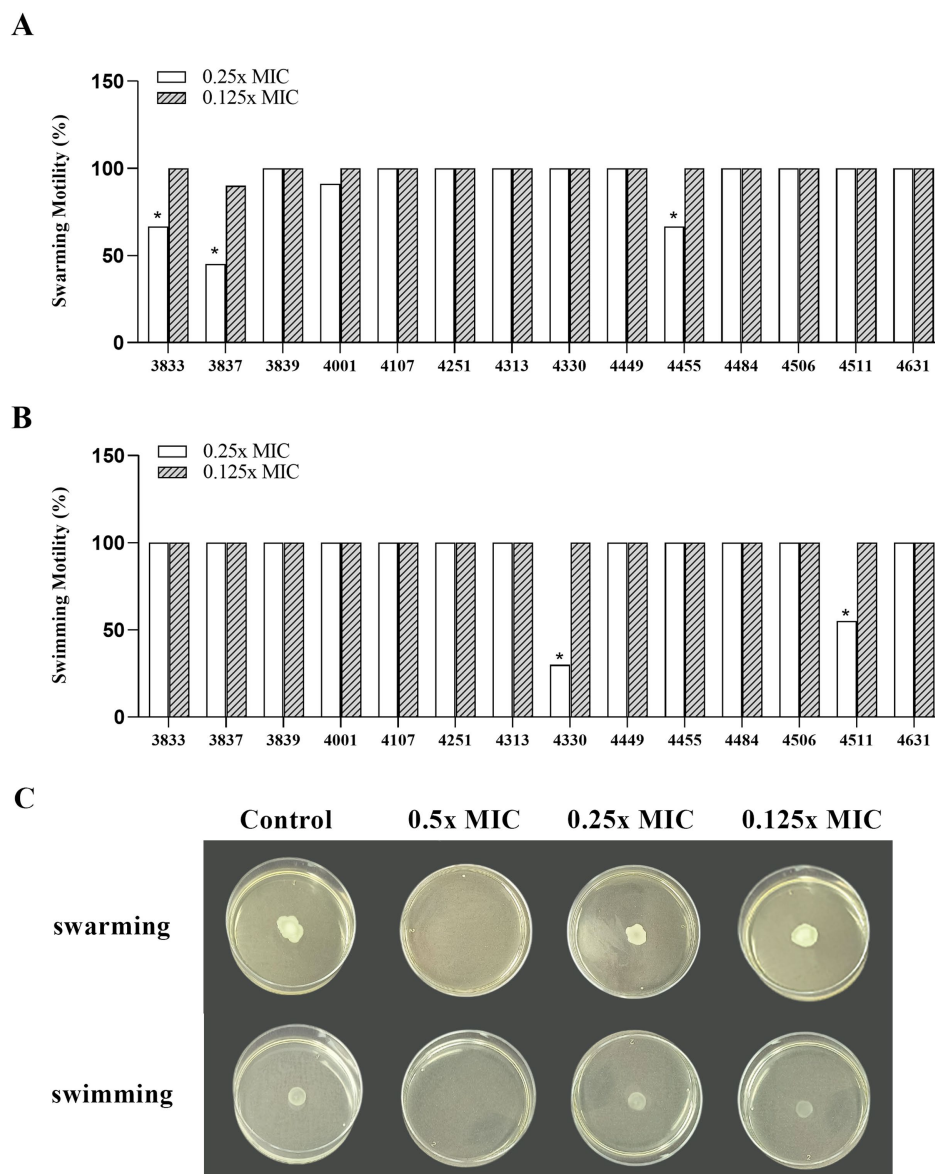 A
Swarming Motility (%)
150
100
50
0
0.25x MIC
0.125x MIC
* * *
3833 3837 3839 4001 4107 4251 4313 4330 4449 4455 4484 4506 4511 4631
B
Swimming Motility (%)
150
100
50
0
0.25x MIC
0.125x MIC
* *
3833 3837 3839 4001 4107 4251 4313 4330 4449 4455 4484 4506 4511 4631
C
Control 0.5x MIC 0.25x MIC 0.125x MIC
swarming
swimming